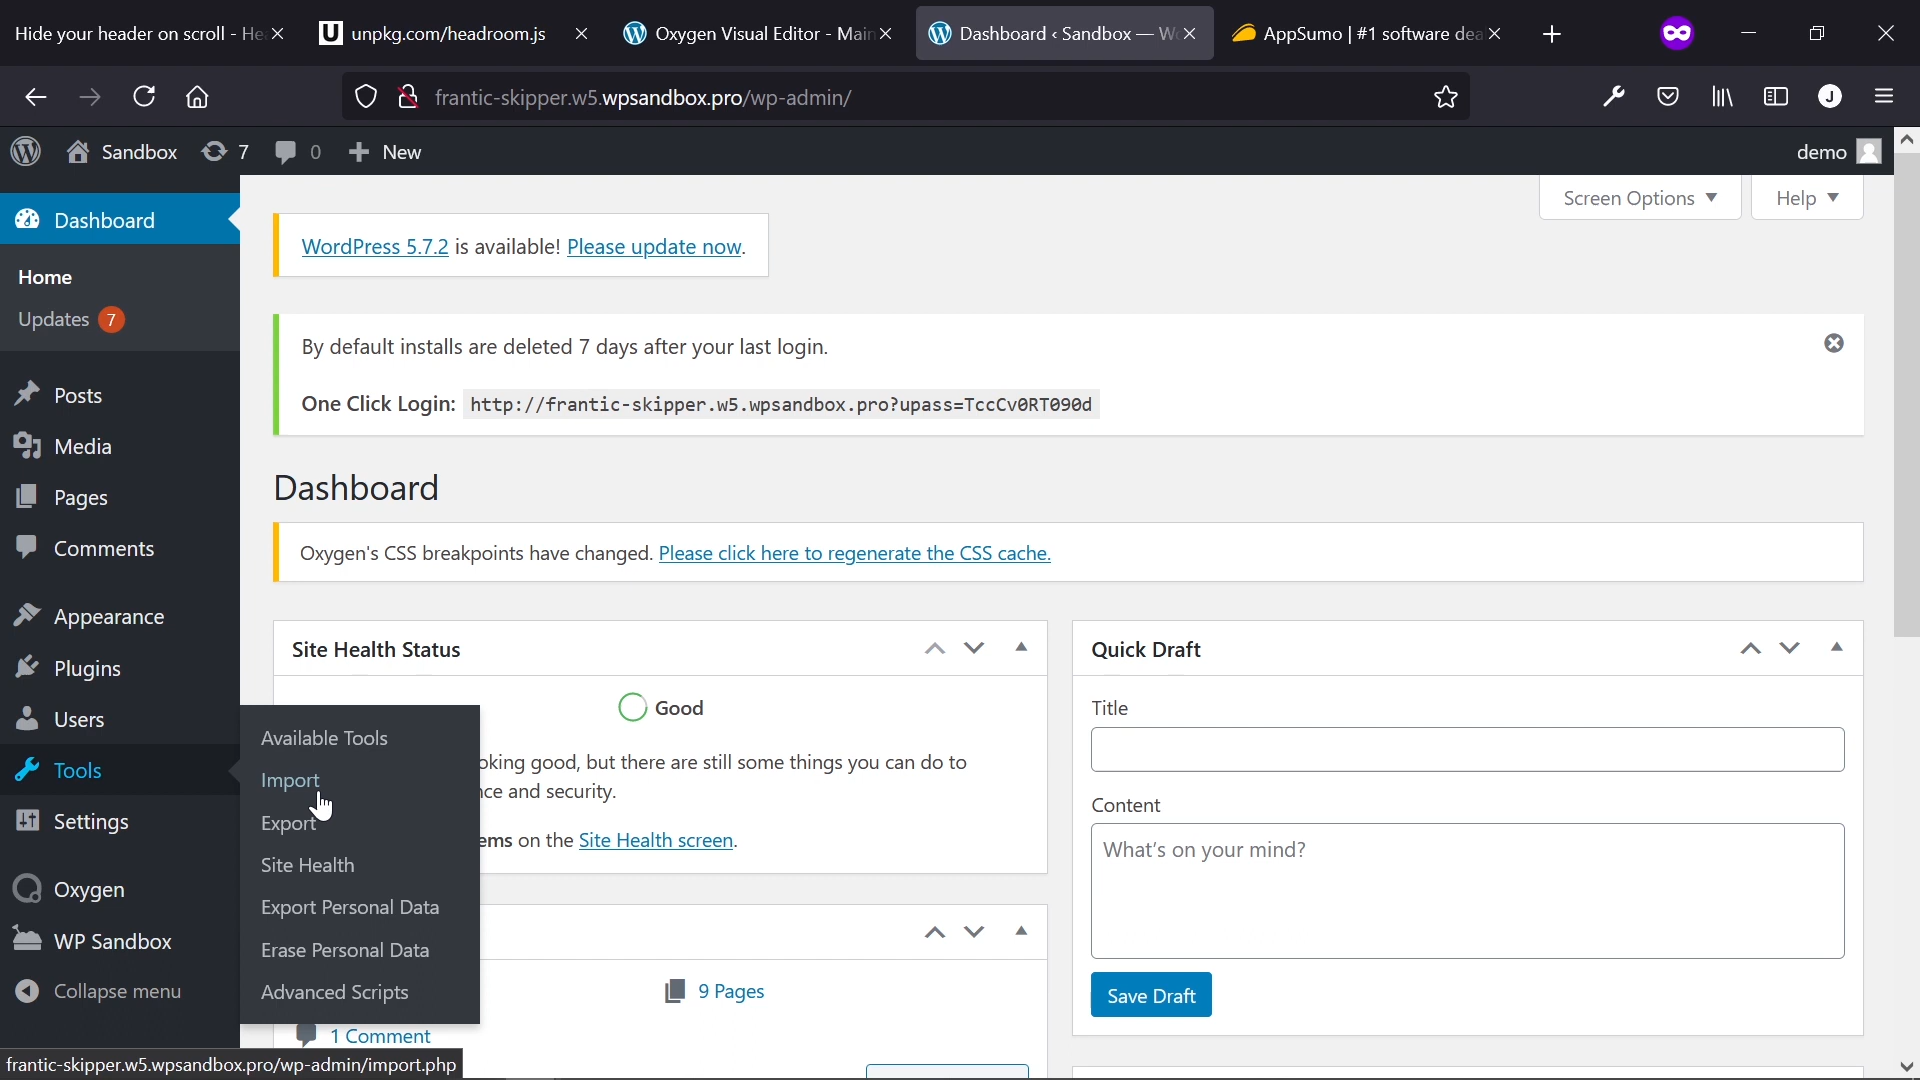 Hide your header on scroll - He
unpkg.com/headroom.js
Oxygen Visual Editor - Main
Dashboard ‹ Sandbox — W
AppSumo | #1 software dea
frantic-skipper.w5.wpsandbox.pro/wp-admin/
J
Sandbox
7
0
New
demo
Dashboard
Home
Updates 7
Posts
Media
Pages
Comments
Appearance
Plugins
Users
Tools
Settings
Oxygen
WP Sandbox
Collapse menu
Available Tools
Import
Export
Site Health
Export Personal Data
Erase Personal Data
Advanced Scripts
Screen Options
Help
WordPress 5.7.2 is available! Please update now.
By default installs are deleted 7 days after your last login.
One Click Login: http://frantic-skipper.w5.wpsandbox.pro?upass=TccCv0RT090d
Dashboard
Oxygen's CSS breakpoints have changed. Please click here to regenerate the CSS cache.
Site Health Status
Good
oking good, but there are still some things you can do to
ce and security.
ems on the Site Health screen.
9 Pages
1 Comment
Quick Draft
Title
Content
What's on your mind?
Save Draft
frantic-skipper.w5.wpsandbox.pro/wp-admin/import.php